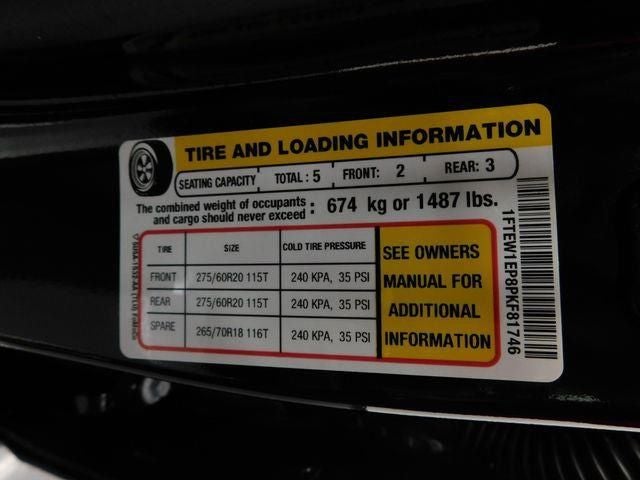 TIRE AND LOADING INFORMATION
SEATING CAPACITY TOTAL : 5 FRONT: 2 REAR: 3
The combined weight of occupants
and cargo should never exceed : 674 kg or 1487 lbs.
TIRE SIZE COLD TIRE PRESSURE
FRONT 275/60R20 115T 240 KPA, 35 PSI
REAR 275/60R20 115T 240 KPA, 35 PSI
SPARE 265/70R18 116T 240 KPA, 35 PSI
SEE OWNERS
MANUAL FOR
ADDITIONAL
INFORMATION
1FTEW1EP8PKF81746